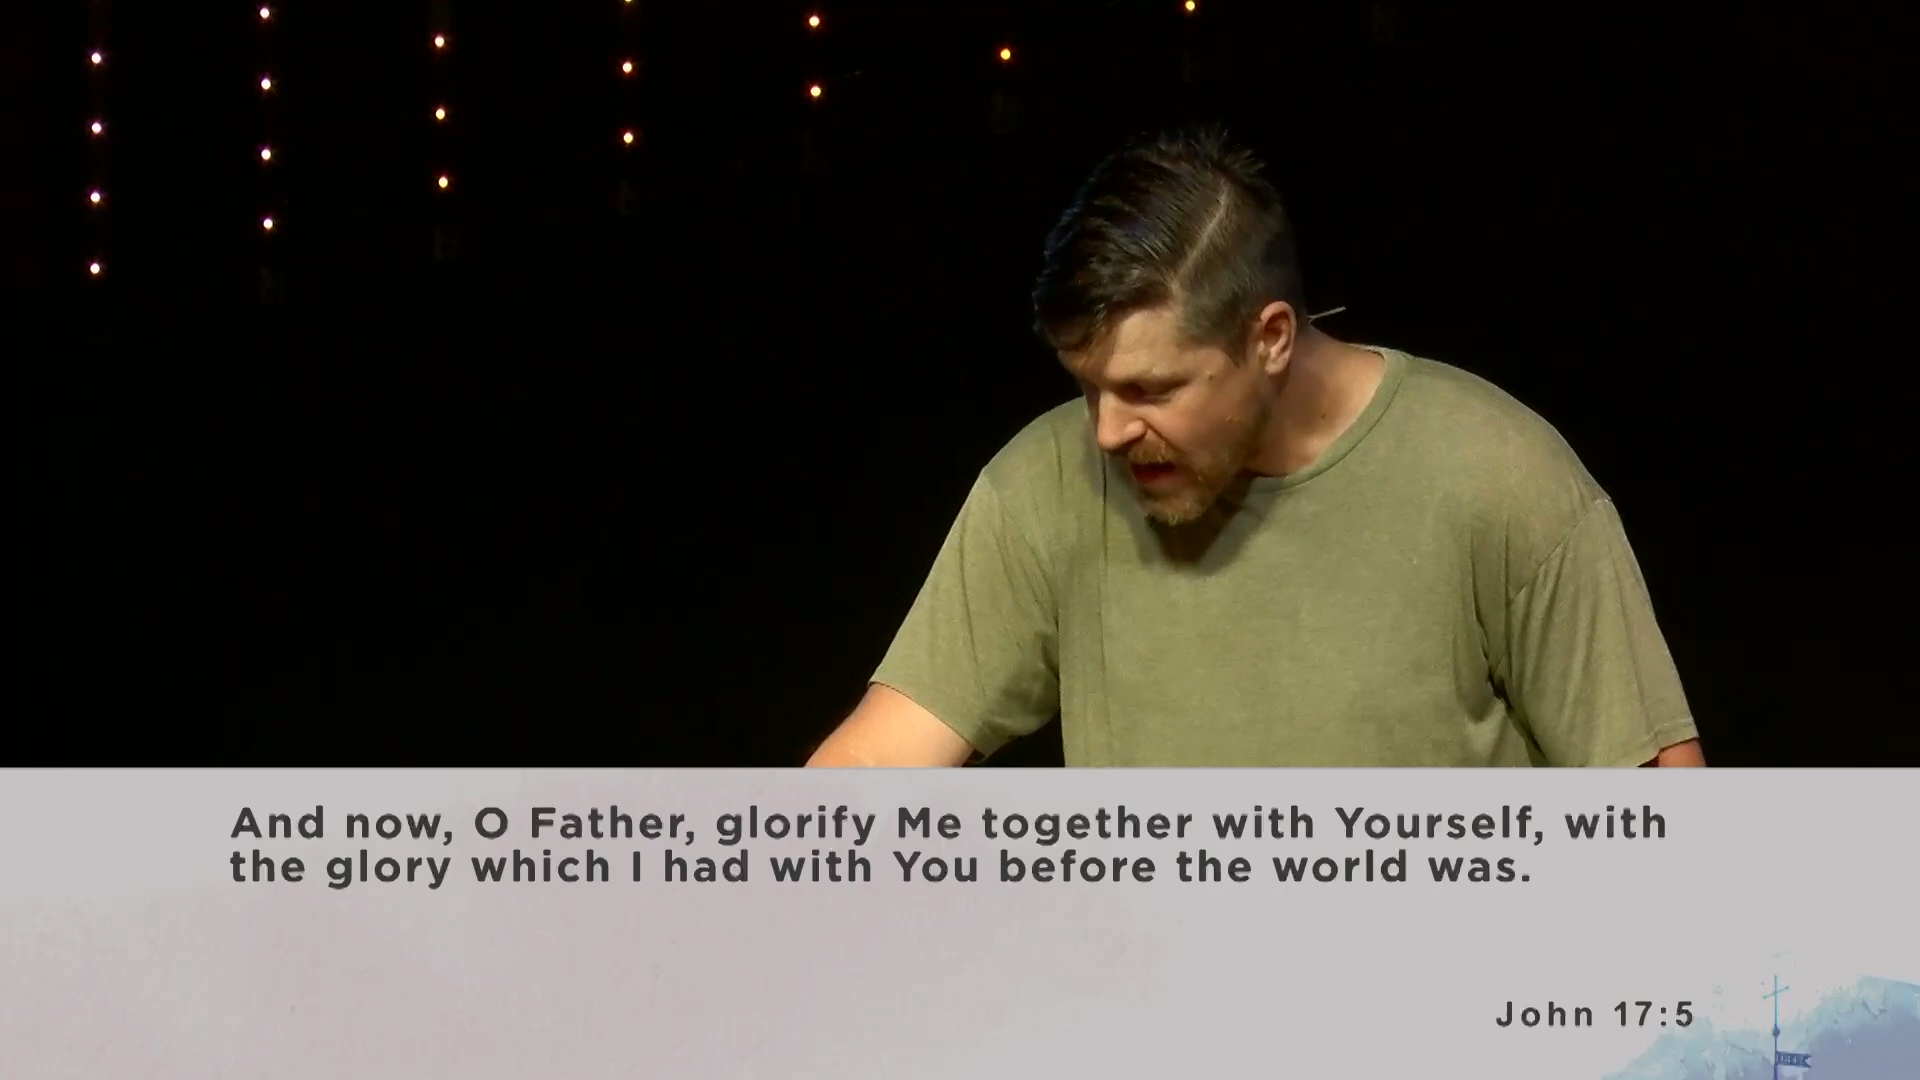 And now, O Father, glorify Me together with Yourself, with
the glory which I had with You before the world was.
John 17:5